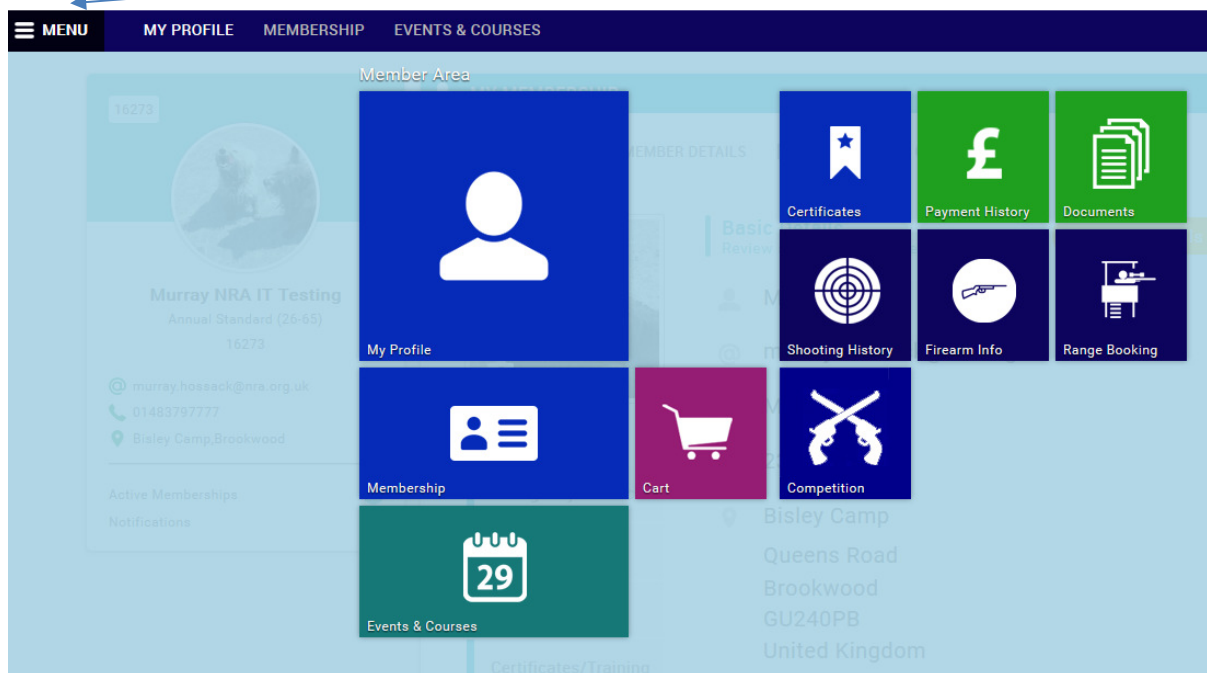 MENU MY PROFILE MEMBERSHIP EVENTS & COURSES
Member Area
My Profile
Membership
Cart
Events & Courses
29
Certificates
Payment History
£
Documents
Shooting History
Firearm Info
Range Booking
Competition
16273
Murray NRA IT Testing
Annual Standard (26-65)
16273
murray.hossack@nra.org.uk
01483797777
Bisley Camp,Brookwood
Active Memberships
Notifications
MEMBER DETAILS
Basic
Review
Bisley Camp
Queens Road
Brookwood
GU240PB
United Kingdom
Certificates/Training